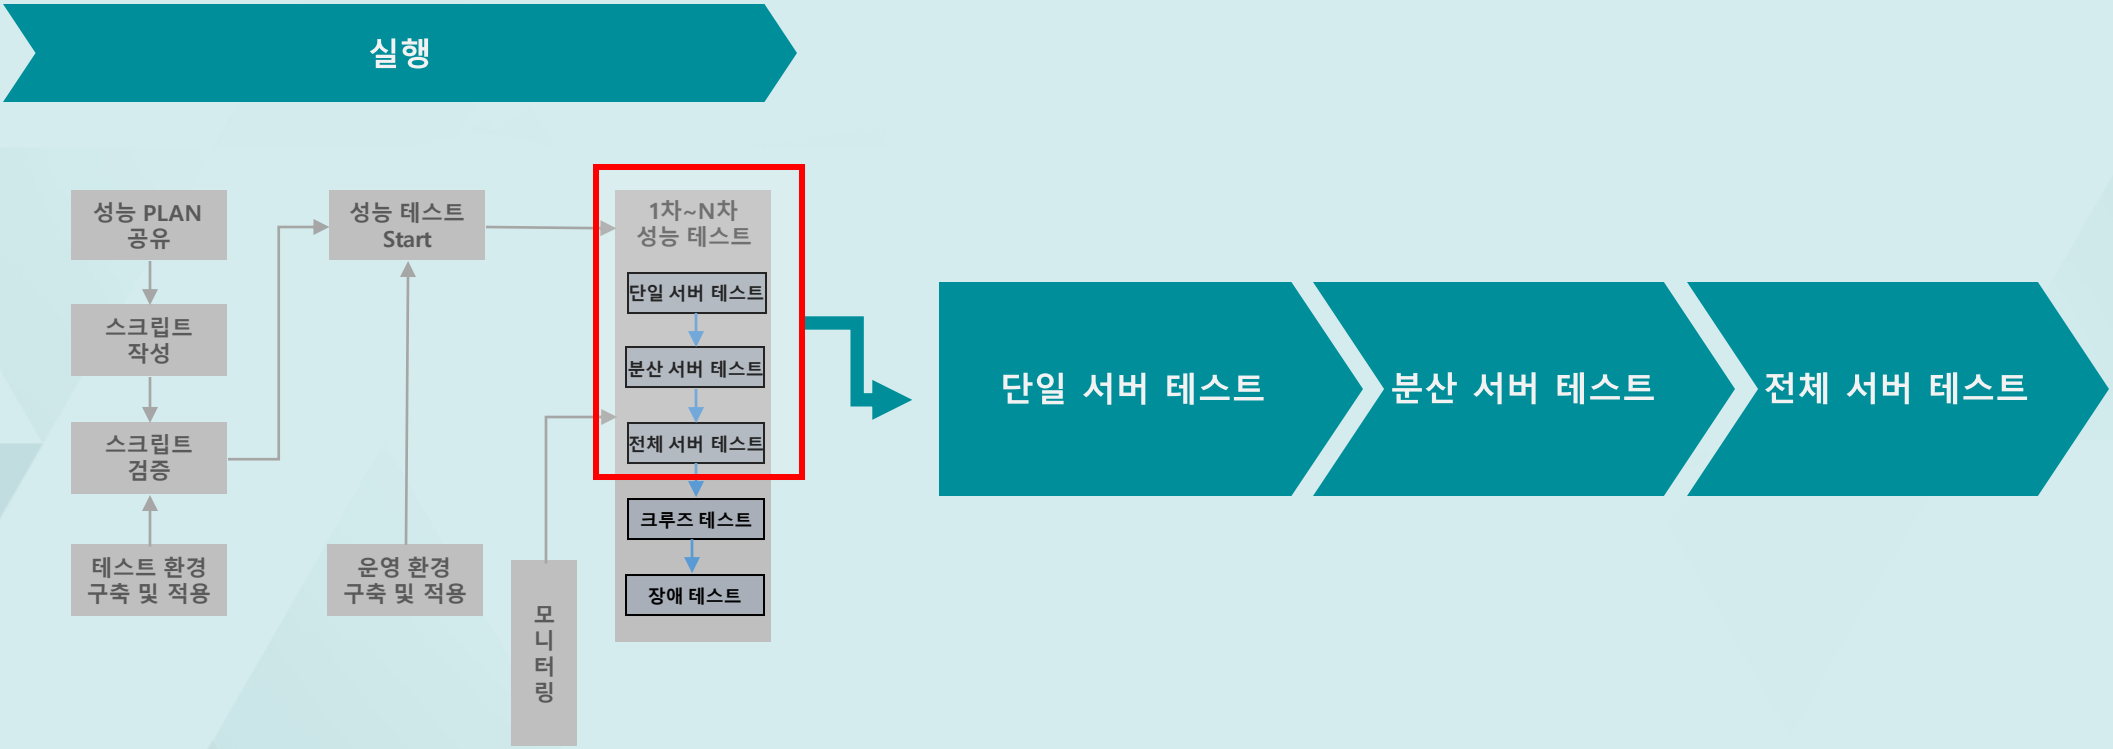 실행
성능 PLAN
공유
스크립트
작성
스크립트
검증
테스트 환경
구축 및 적용
성능 테스트
Start
운영 환경
구축 및 적용
모
니
터
링
1차~N차
성능 테스트
단일 서버 테스트
분산 서버 테스트
전체 서버 테스트
크루즈 테스트
장애 테스트
단일 서버 테스트
분산 서버 테스트
전체 서버 테스트